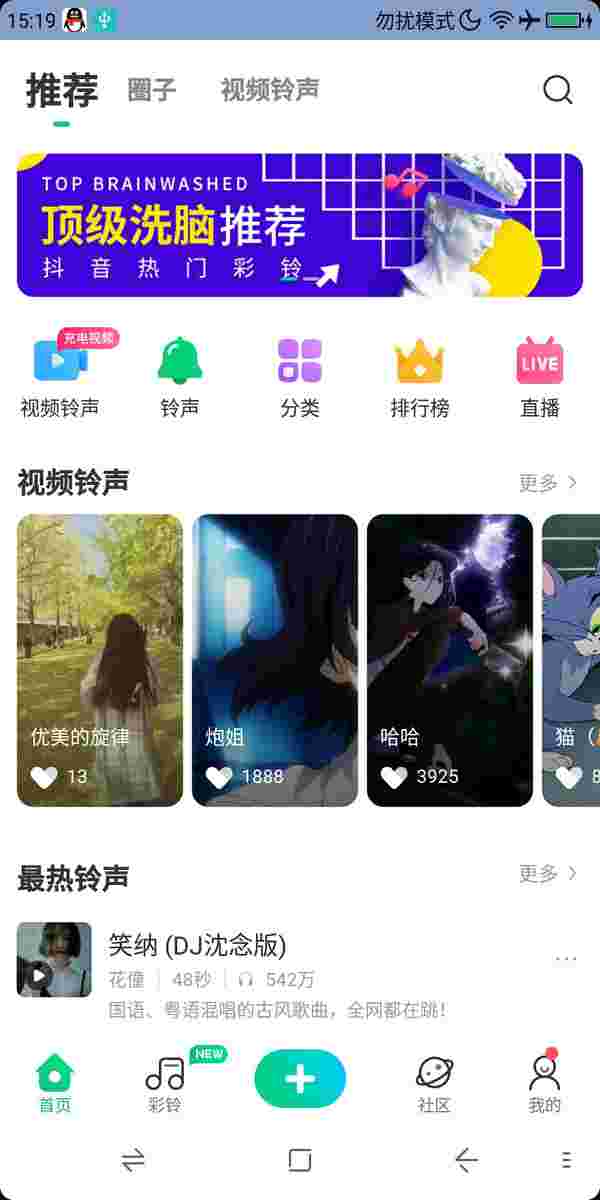 15:19 勿扰模式
推荐 圈子 视频铃声
TOP BRAINWASHED
顶级洗脑推荐
抖音热门彩铃
充电视频
LIVE
视频铃声 铃声 分类 排行榜 直播
视频铃声 更多
优美的旋律 炮姐 哈哈 猫（
13 1888 3925 8
最热铃声 更多
笑纳 (DJ沈念版)
花僮 48秒 542万
国语、粤语混唱的古风歌曲，全网都在跳！
NEW
首页 彩铃 社区 我的